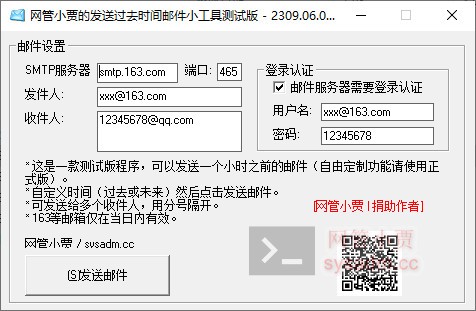 网管小贾的发送过去时间邮件小工具测试版 - 2309.06.0...
邮件设置
SMTP服务器 smtp.163.com 端口: 465
发件人: xxx@163.com
收件人: 12345678@qq.com
登录认证
邮件服务器需要登录认证
用户名: xxx@163.com
密码: 12345678
*这是一款测试版程序，可以发送一个小时之前的邮件（自由定制功能请使用正
式版）。
*自定义时间（过去或未来）然后点击发送邮件。
*可发送给多个收件人，用分号隔开。
*163等邮箱仅在当日内有效。
[网管小贾 | 捐助作者]
网管小贾 / sysadm.cc
(S)发送邮件
网管小贾
sysadm.cc